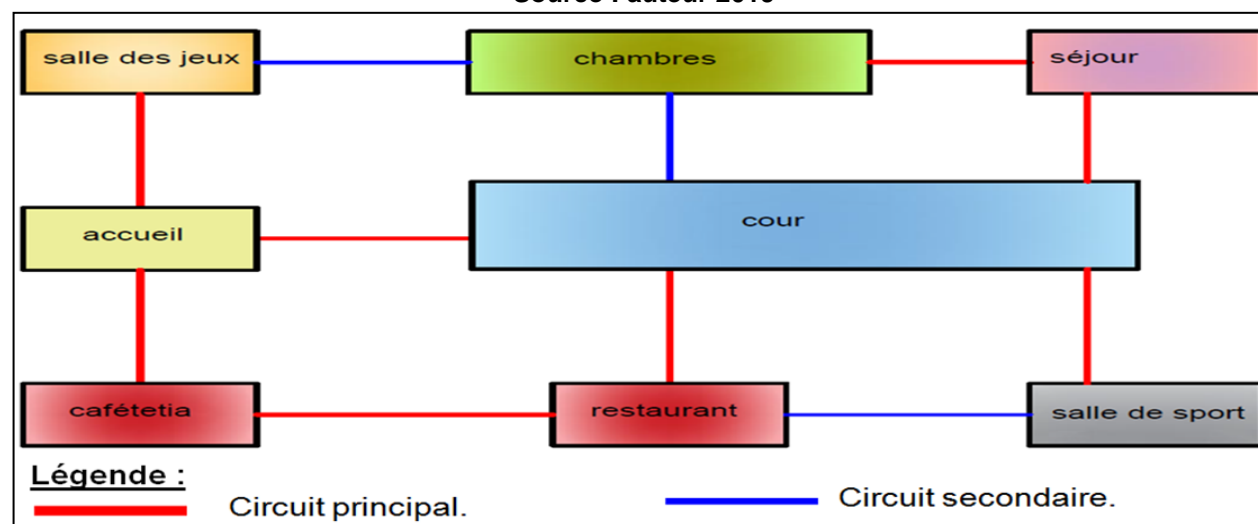 salle des jeux
chambres
séjour
accueil
cour
cafétetia
restaurant
salle de sport
Légende :
Circuit principal.
Circuit secondaire.